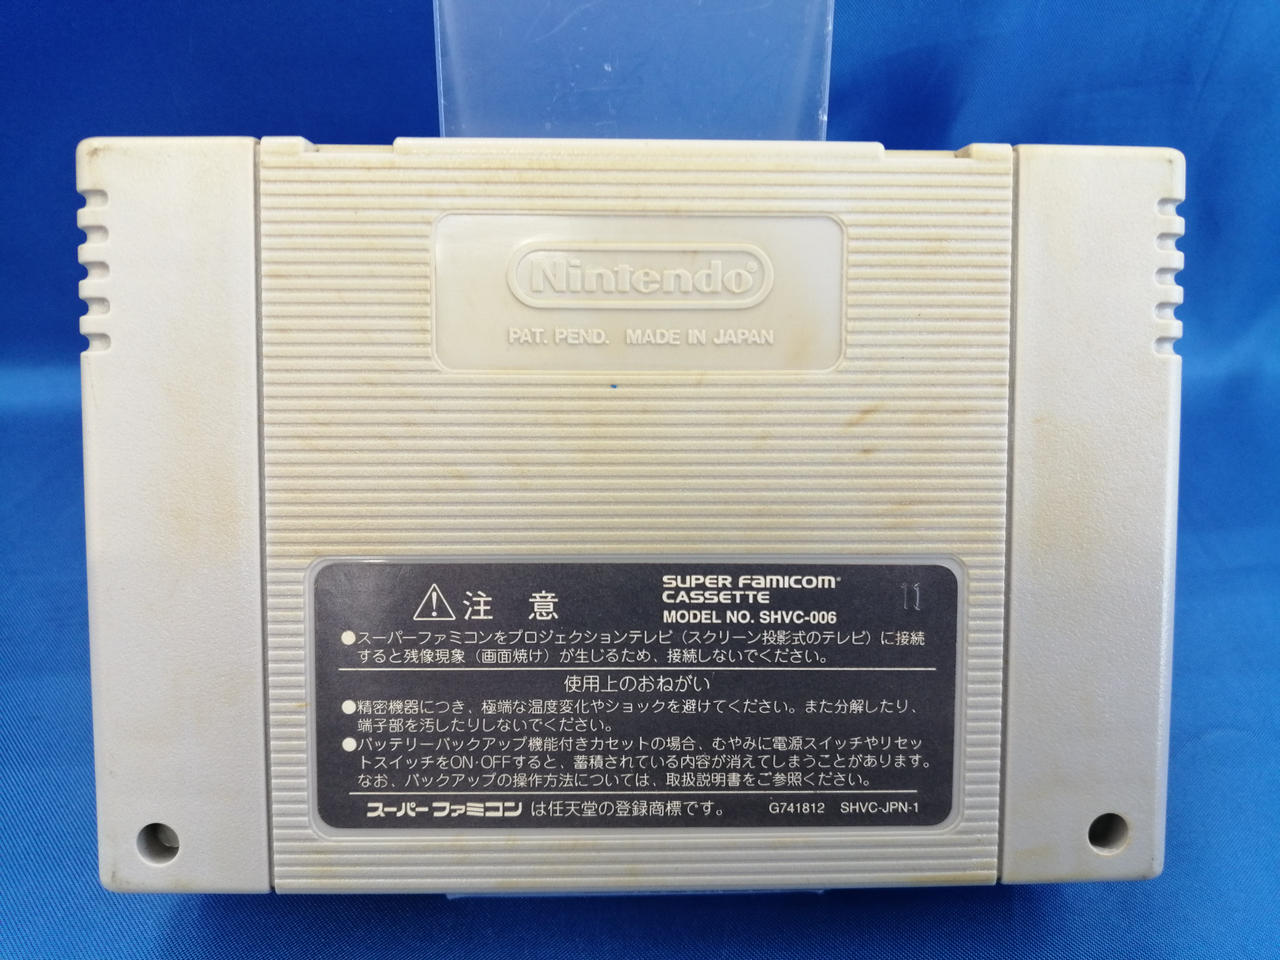 Nintendo®
PAT. PEND. MADE IN JAPAN
注意
SUPER FAMICOM®
CASSETTE
MODEL NO. SHVC-006
11
●スーパーファミコンをプロジェクションテレビ（スクリーン投影式のテレビ）に接続
すると残像現象（画面焼け）が生じるため、接続しないでください。
使用上のおねがい
●精密機器につき、極端な温度変化やショックを避けてください。また分解したり、
端子部を汚したりしないでください。
●バッテリーバックアップ機能付きカセットの場合、むやみに電源スイッチやリセッ
トスイッチをON・OFFすると、蓄積されている内容が消えてしまうことがあります。
なお、バックアップの操作方法については、取扱説明書をご参照ください。
スーパーファミコンは任天堂の登録商標です。 G741812 SHVC-JPN-1